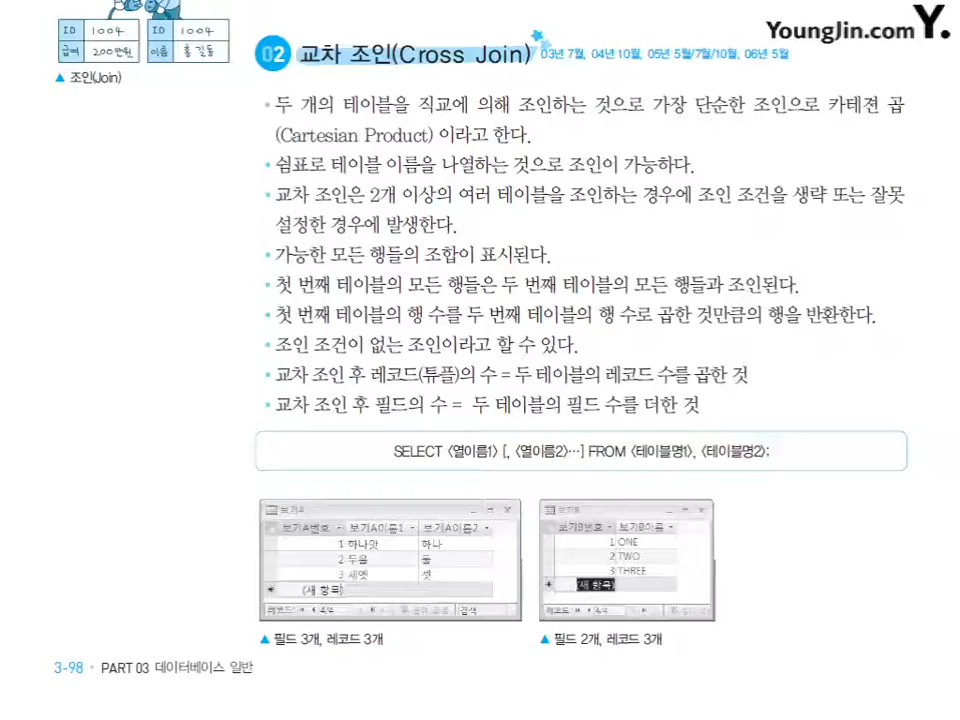 YoungJin.com Y.
ID 1004 ID 1004
급여 200만원 이름 홍길동
▲ 조인(Join)
02 교차 조인(Cross Join) 03년 7월, 04년 10월, 05년 5월/7월/10월, 06년 5월
• 두 개의 테이블을 직교에 의해 조인하는 것으로 가장 단순한 조인으로 카테젼 곱
(Cartesian Product) 이라고 한다.
• 쉼표로 테이블 이름을 나열하는 것으로 조인이 가능하다.
• 교차 조인은 2개 이상의 여러 테이블을 조인하는 경우에 조인 조건을 생략 또는 잘못
설정한 경우에 발생한다.
• 가능한 모든 행들의 조합이 표시된다.
• 첫 번째 테이블의 모든 행들은 두 번째 테이블의 모든 행들과 조인된다.
• 첫 번째 테이블의 행 수를 두 번째 테이블의 행 수로 곱한 것만큼의 행을 반환한다.
• 조인 조건이 없는 조인이라고 할 수 있다.
• 교차 조인 후 레코드(튜플)의 수 = 두 테이블의 레코드 수를 곱한 것
• 교차 조인 후 필드의 수 = 두 테이블의 필드 수를 더한 것
SELECT 〈열이름1〉 [, 〈열이름2〉…] FROM 〈테이블명1〉, 〈테이블명2〉;
보기A
보기A번호 보기A이름1 보기A이름2
1 하나앗 하나
2 두울 둘
3 세엣 셋
* (새 항목)
레코드: 4/4 검색
▲ 필드 3개, 레코드 3개
보기B
보기B번호 보기B이름
1 ONE
2 TWO
3 THREE
* (새 항목)
레코드: 4/4
▲ 필드 2개, 레코드 3개
3-98 • PART 03 데이터베이스 일반